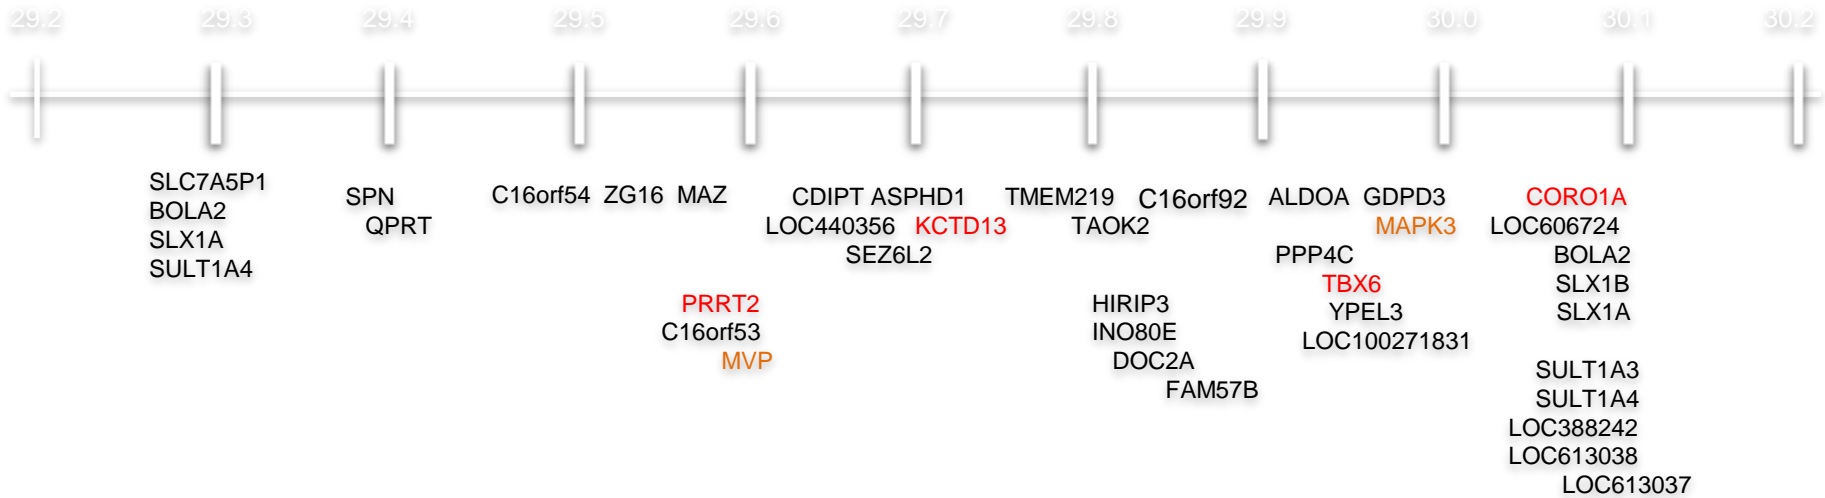 29.2 29.3 29.4 29.5 29.6 29.7 29.8 29.9 30.0 30.1 30.2
SLC7A5P1
BOLA2
SLX1A
SULT1A4
SPN
QPRT
C16orf54 ZG16 MAZ
PRRT2
C16orf53
MVP
CDIPT ASPHD1
LOC440356 KCTD13
SEZ6L2
TMEM219 C16orf92
TAOK2
HIRIP3
INO80E
DOC2A
FAM57B
ALDOA GDPD3
MAPK3
PPP4C
TBX6
YPEL3
LOC100271831
CORO1A
LOC606724
BOLA2
SLX1B
SLX1A
SULT1A3
SULT1A4
LOC388242
LOC613038
LOC613037